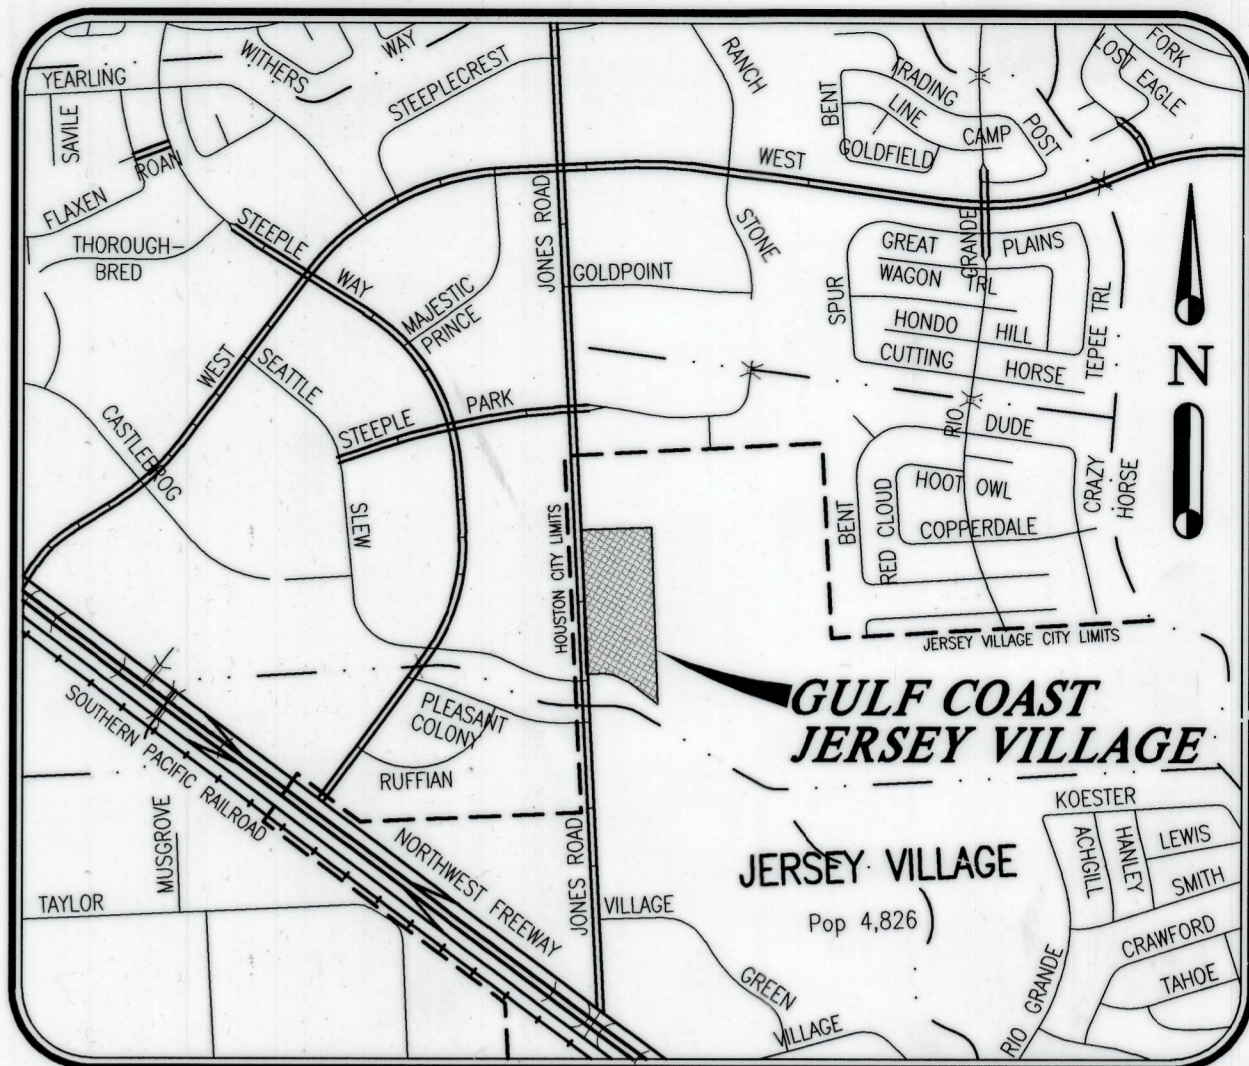 WITHERS
WAY
YEARLING
STEEPLECREST
SAVILE
ROAN
FLAXEN
THOROUGH–
BRED
STEEPLE
WAY
MAJESTIC
PRINCE
WEST
SEATTLE
CASTLEBROG
STEEPLE
PARK
SLEW
JONES ROAD
GOLDPOINT
RANCH
STONE
WEST
BENT
TRADING
LINE
CAMP
POST
GOLDFIELD
LOST EAGLE
FORK
GRANDE
GREAT
PLAINS
WAGON
TRL
SPUR
HONDO
HILL
CUTTING
HORSE
TEPEE TRL
N
RIO
DUDE
HOOT OWL
COPPERDALE
BENT
RED CLOUD
CRAZY
HORSE
HOUSTON CITY LIMITS
JERSEY VILLAGE CITY LIMITS
GULF COAST
JERSEY VILLAGE
PLEASANT
COLONY
RUFFIAN
SOUTHERN PACIFIC RAILROAD
NORTHWEST FREEWAY
MUSGROVE
TAYLOR
JONES ROAD
VILLAGE
GREEN
VILLAGE
JERSEY VILLAGE
Pop 4,826
KOESTER
ACHGILL
HANLEY
LEWIS
SMITH
CRAWFORD
TAHOE
RIO GRANDE